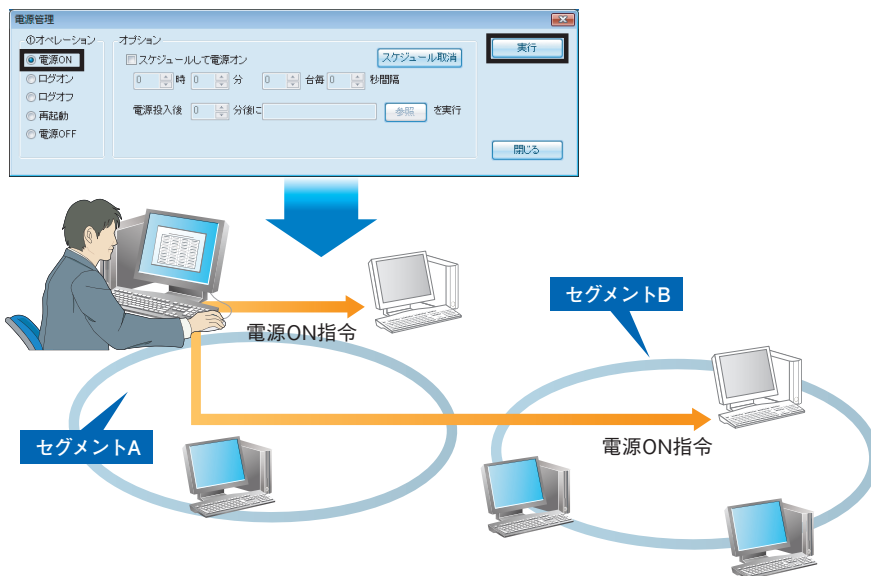 電源管理
①オペレーション
電源ON
ログオン
ログオフ
再起動
電源OFF
オプション
スケジュールして電源オン
スケジュール取消
0 時 0 分 0 台毎 0 秒間隔
電源投入後 0 分後に 参照 を実行
実行
閉じる
電源ON指令
セグメントB
セグメントA
電源ON指令